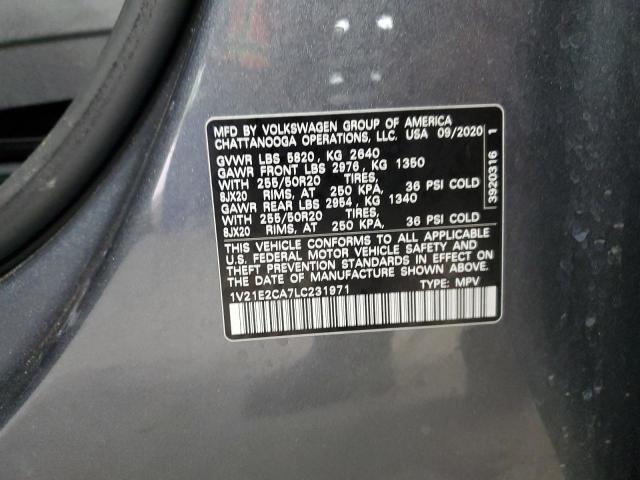 MFD BY VOLKSWAGEN GROUP OF AMERICA
CHATTANOOGA OPERATIONS, LLC. USA 09/2020
GVWR LBS 5820, KG 2640
GAWR FRONT LBS 2976, KG 1350
WITH 255/50R20 TIRES,
8JX20 RIMS, AT 250 KPA, 36 PSI COLD
GAWR REAR LBS 2954, KG 1340
WITH 255/50R20 TIRES,
8JX20 RIMS, AT 250 KPA, 36 PSI COLD
THIS VEHICLE CONFORMS TO ALL APPLICABLE
U.S. FEDERAL MOTOR VEHICLE SAFETY AND
THEFT PREVENTION STANDARDS IN EFFECT ON
THE DATE OF MANUFACTURE SHOWN ABOVE.
1V21E2CA7LC231971 TYPE: MPV
3920316 1